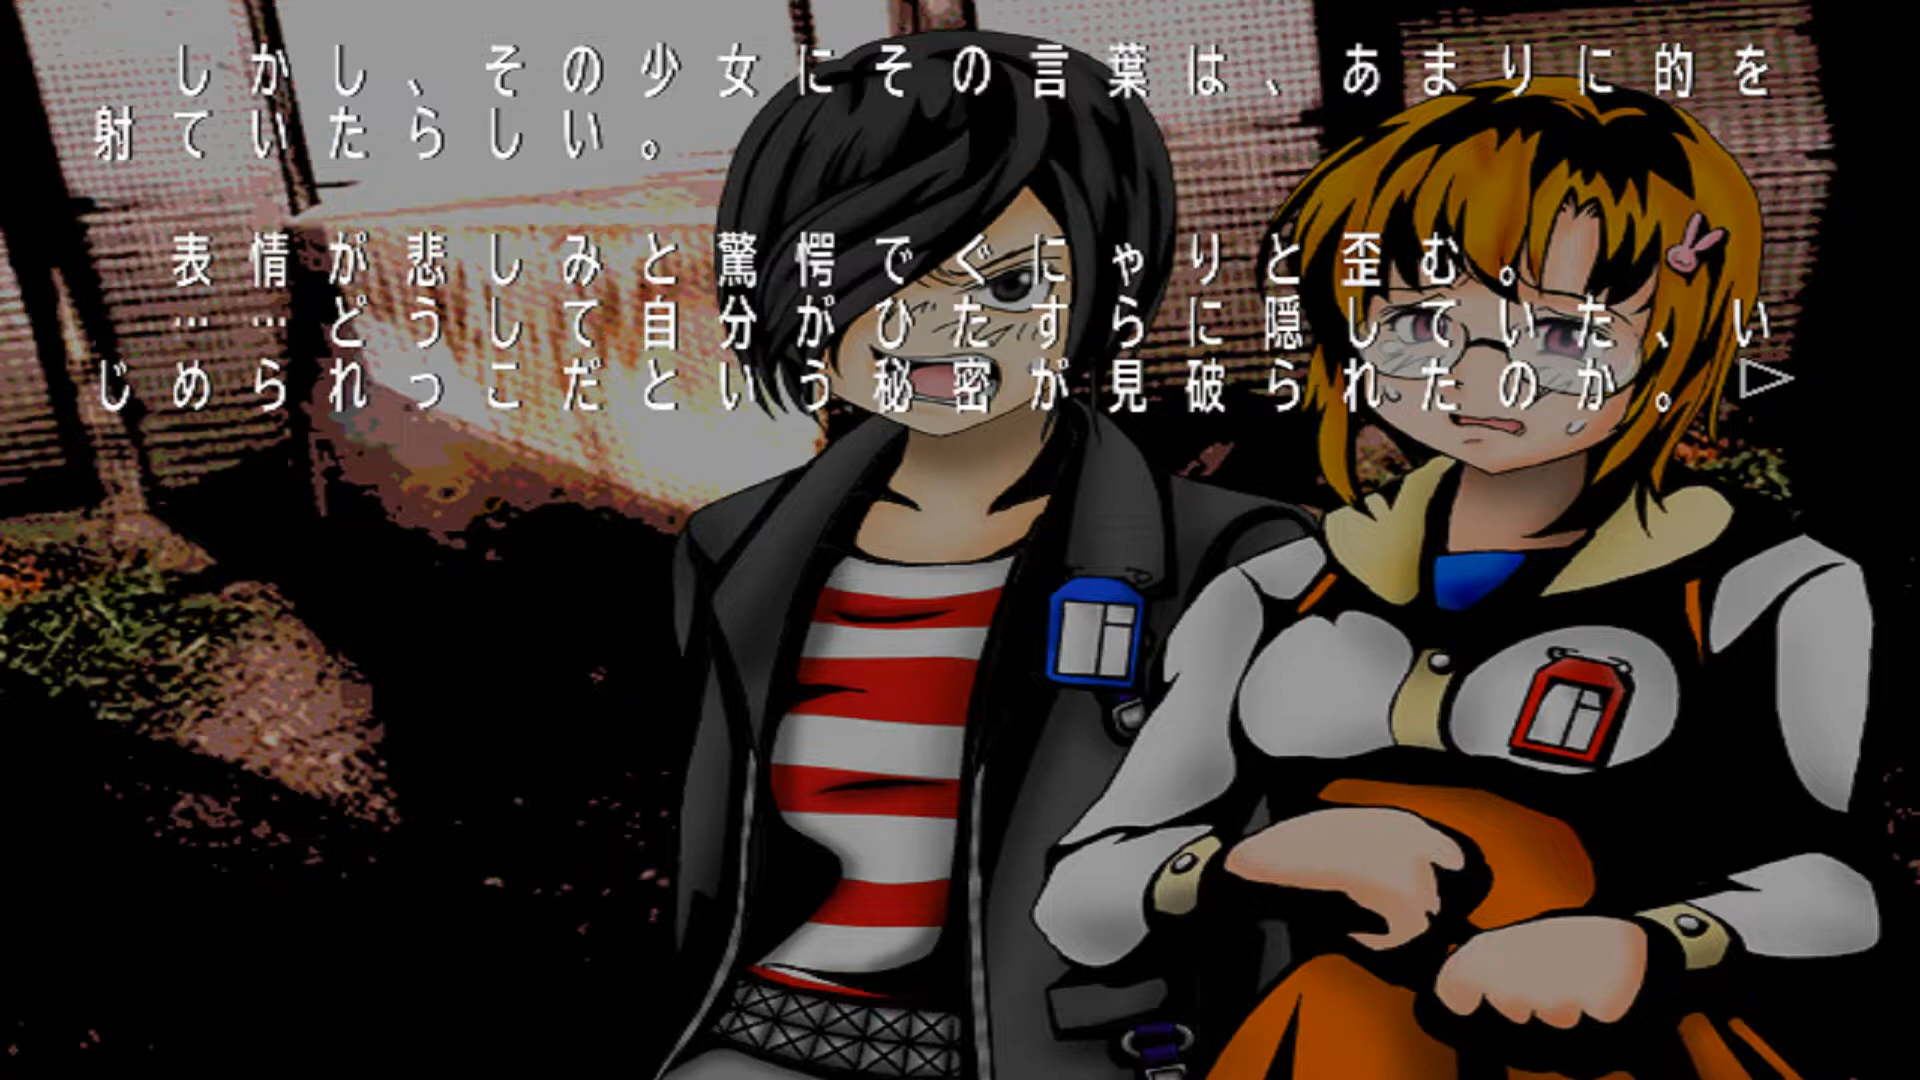 しかし、その少女にその言葉は、あまりに的を
射ていたらしい。
表情が悲しみと驚愕でぐにゃりと歪む。
……どうして自分がひたすらに隠していた、い
じめられっこだという秘密が見破られたのか。